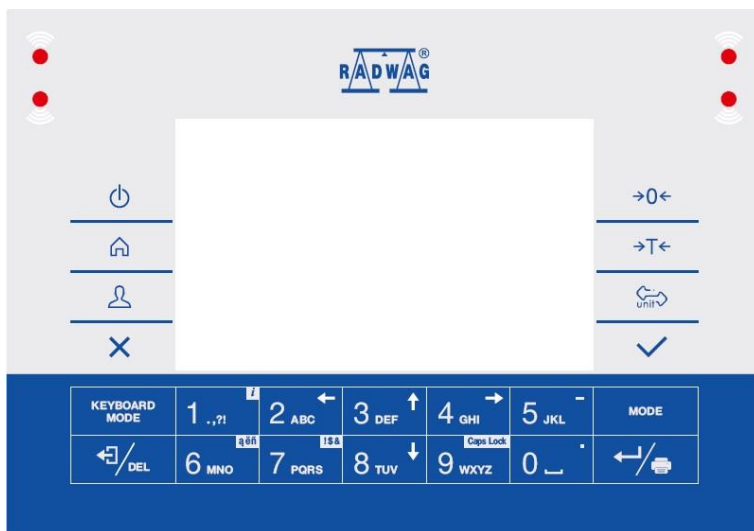 RADWAG®
→0←
→T←
unit
KEYBOARD MODE
1 .,?! i
2 ABC ←
3 DEF ↑
4 GHI →
5 JKL -
MODE
/DEL
6 MNO ąêñ
7 PQRS !$&
8 TUV ↓
9 WXYZ Caps Lock
0 .